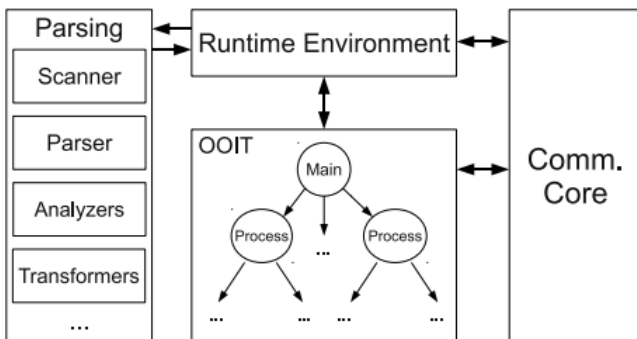 Parsing
Scanner
Parser
Analyzers
Transformers
...
Runtime Environment
OOIT
Main
Process
...
Process
...
...
...
...
Comm.
Core